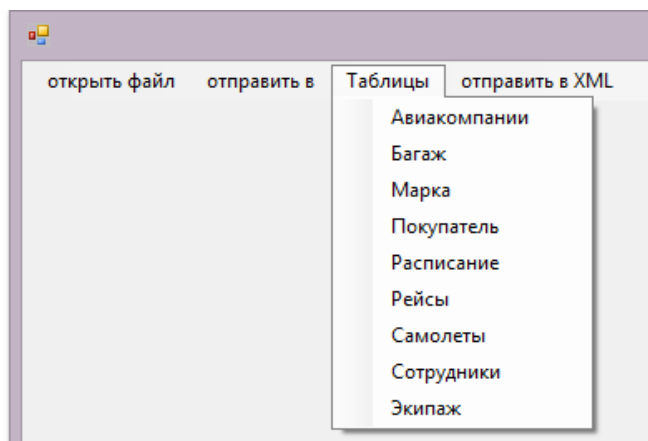 открыть файл отправить в Таблицы отправить в XML
Авиакомпании
Багаж
Марка
Покупатель
Расписание
Рейсы
Самолеты
Сотрудники
Экипаж